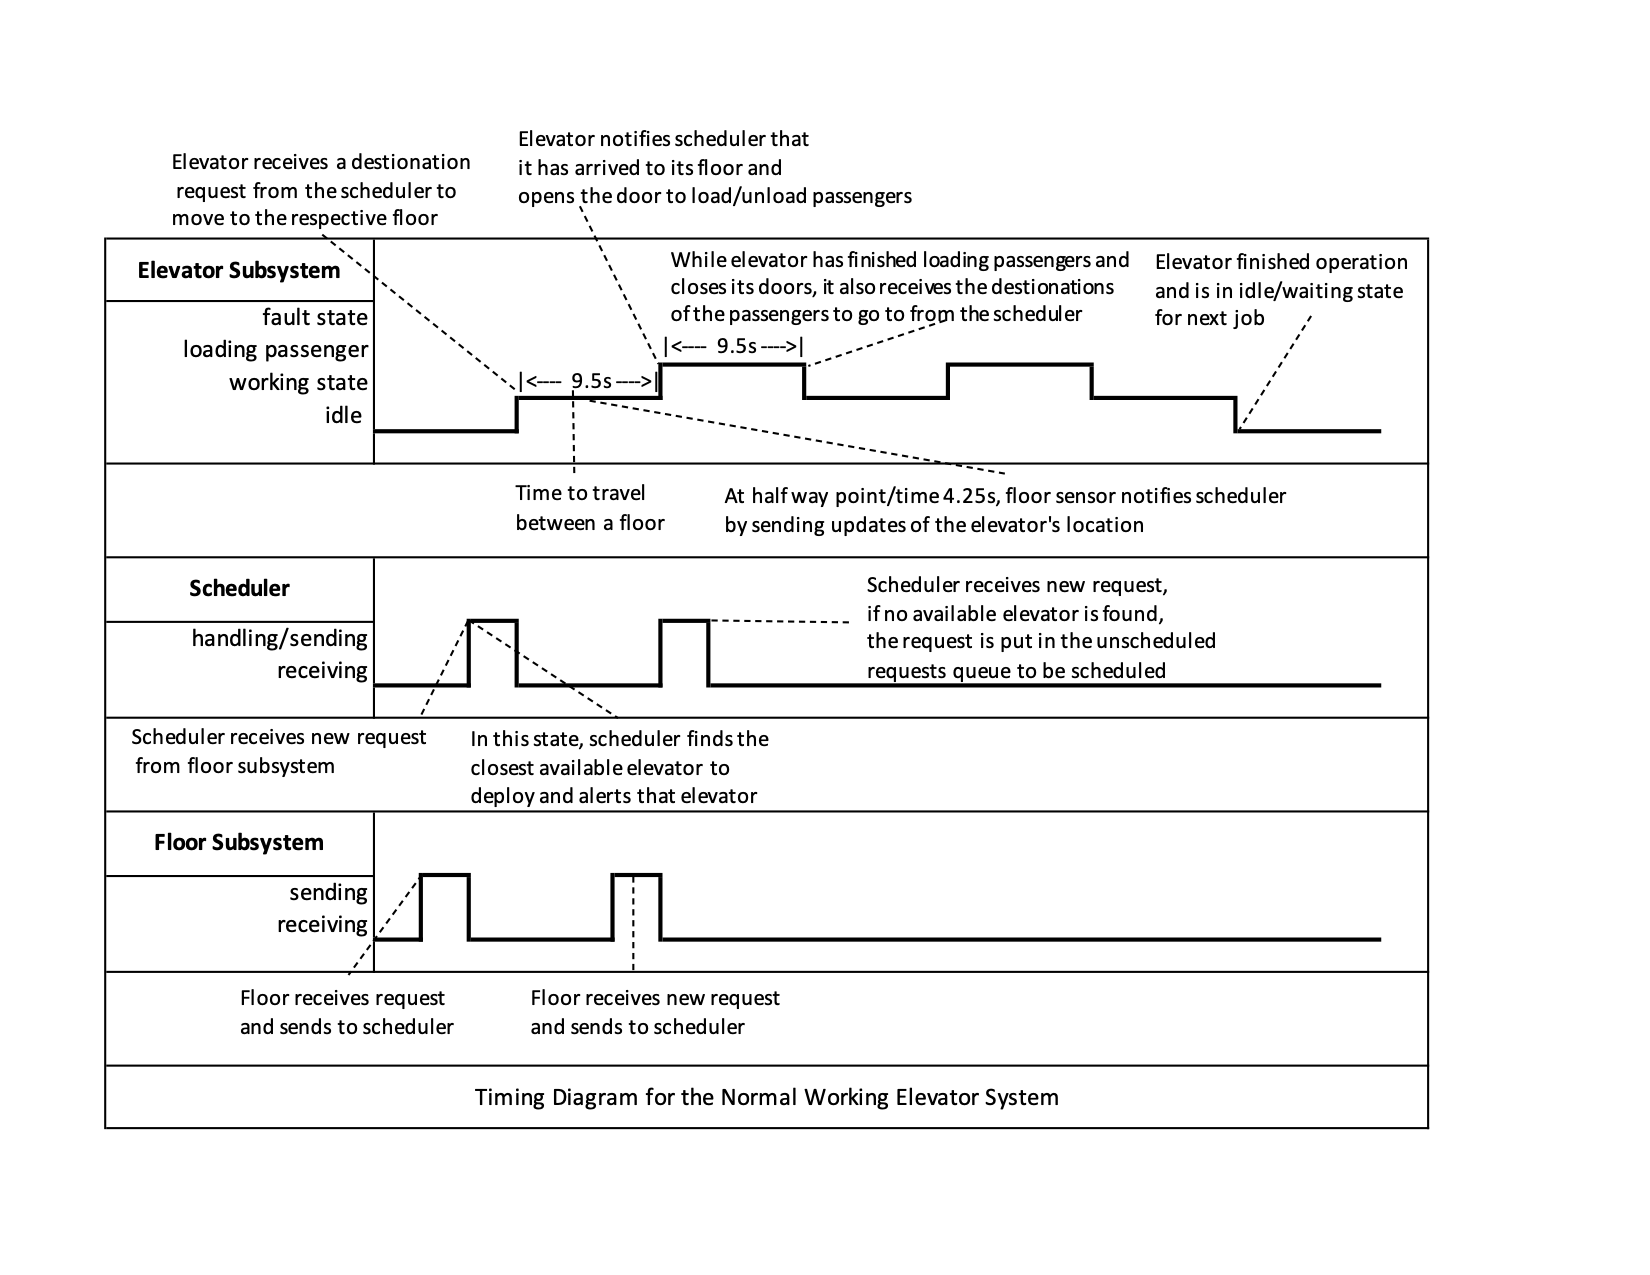 Elevator receives a destionation
request from the scheduler to
move to the respective floor
Elevator notifies scheduler that
it has arrived to its floor and
opens the door to load/unload passengers
Elevator Subsystem
fault state
loading passenger
working state
idle
While elevator has finished loading passengers and
closes its doors, it also receives the destionations
of the passengers to go to from the scheduler
Elevator finished operation
and is in idle/waiting state
for next job
|<---- 9.5s ---->|
|<---- 9.5s ---->|
Time to travel
between a floor
At half way point/time 4.25s, floor sensor notifies scheduler
by sending updates of the elevator's location
Scheduler
handling/sending
receiving
Scheduler receives new request,
if no available elevator is found,
the request is put in the unscheduled
requests queue to be scheduled
Scheduler receives new request
from floor subsystem
In this state, scheduler finds the
closest available elevator to
deploy and alerts that elevator
Floor Subsystem
sending
receiving
Floor receives request
and sends to scheduler
Floor receives new request
and sends to scheduler
Timing Diagram for the Normal Working Elevator System